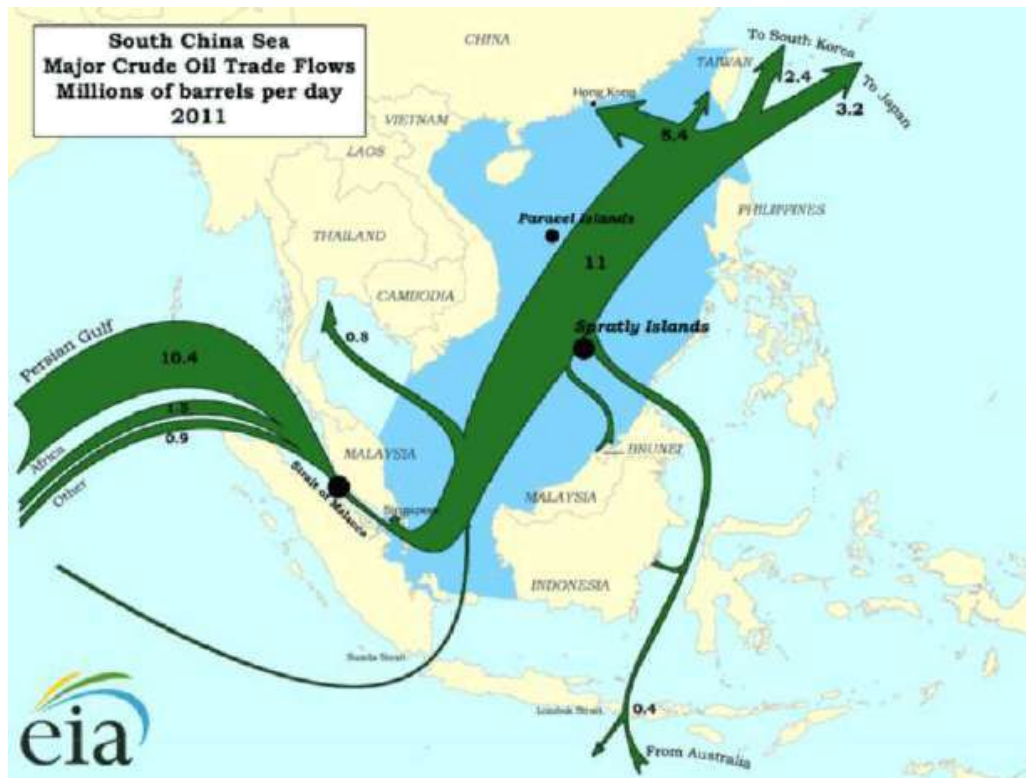 South China Sea
Major Crude Oil Trade Flows
Millions of barrels per day
2011
CHINA
To South Korea
TAIWAN
2.4
To Japan
Hong Kong
3.2
VIETNAM
5.4
LAOS
Paracel Islands
PHILIPPINES
THAILAND
11
CAMBODIA
Spratly Islands
0.8
Persian Gulf
10.4
Africa
0.9
Other
MALAYSIA
BRUNEI
Strait of Malacca
Singapore
MALAYSIA
INDONESIA
Sunda Strait
Lombok Strait
0.4
From Australia
eia